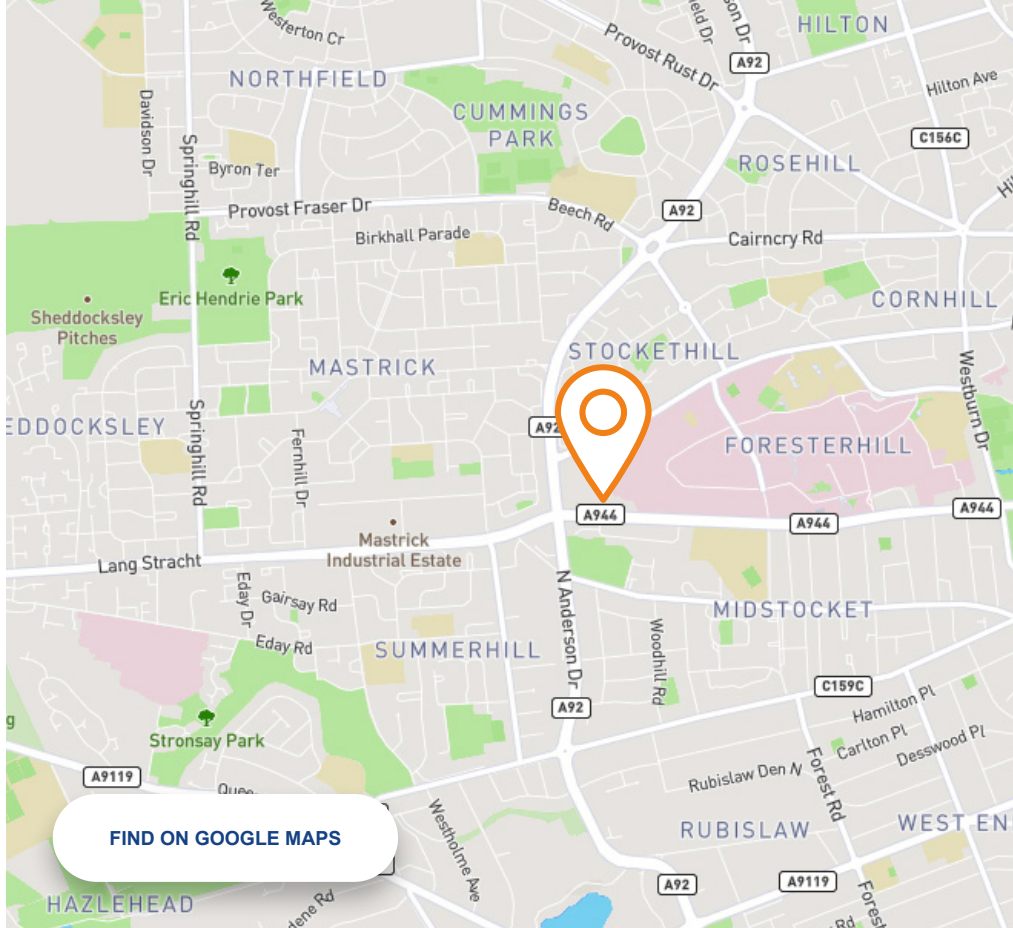 Westerton Cr
Provost Rust Dr
A92
HILTON
NORTHFIELD
Hilton Ave
Davidson Dr
CUMMINGS
PARK
C156C
Springhill Rd
Byron Ter
ROSEHILL
Provost Fraser Dr
Beech Rd
A92
Birkhall Parade
Cairncry Rd
Eric Hendrie Park
Sheddocksley
Pitches
CORNHILL
STOCKETHILL
MASTRICK
Westburn Dr
EDDOCKSLEY
Springhill Rd
Fernhill Dr
A92
FORESTERHILL
A944
A944
A944
Mastrick
Industrial Estate
Lang Stracht
Eday Dr
Gairsay Rd
N Anderson Dr
MIDSTOCKET
Eday Rd
SUMMERHILL
Woodhill Rd
C159C
A92
Hamilton Pl
Stronsay Park
Carlton Pl
Desswood Pl
A9119
Rubislaw Den N
Forest Rd
FIND ON GOOGLE MAPS
Westholme Ave
RUBISLAW
WEST EN
A92
A9119
HAZLEHEAD
Forest
Rd